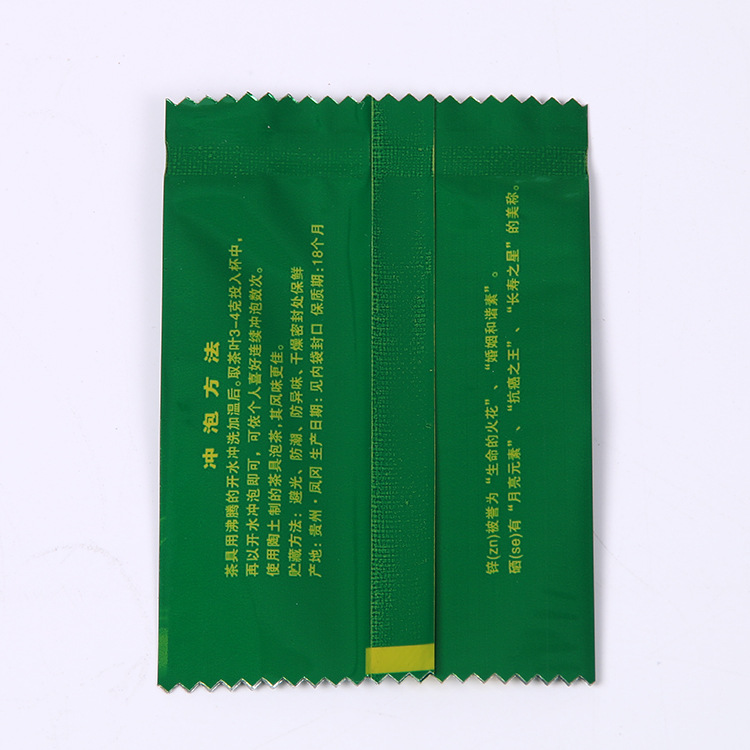 冲泡方法
茶具用沸腾的开水冲洗加温后。取茶叶3-4克投入杯中，
再以开水冲泡即可，可依个人喜好连续冲泡数次。
使用陶土制的茶具泡茶，其风味更佳。
贮藏方法：避光、防潮、防异味、干燥密封处保鲜
产地：贵州·凤冈 生产日期：见内袋封口 保质期：18个月
锌(zn)被誉为“生命的火花”、“婚姻和谐素”。
硒(se)有“月亮元素”、“抗癌之王”、“长寿之星”的美称。